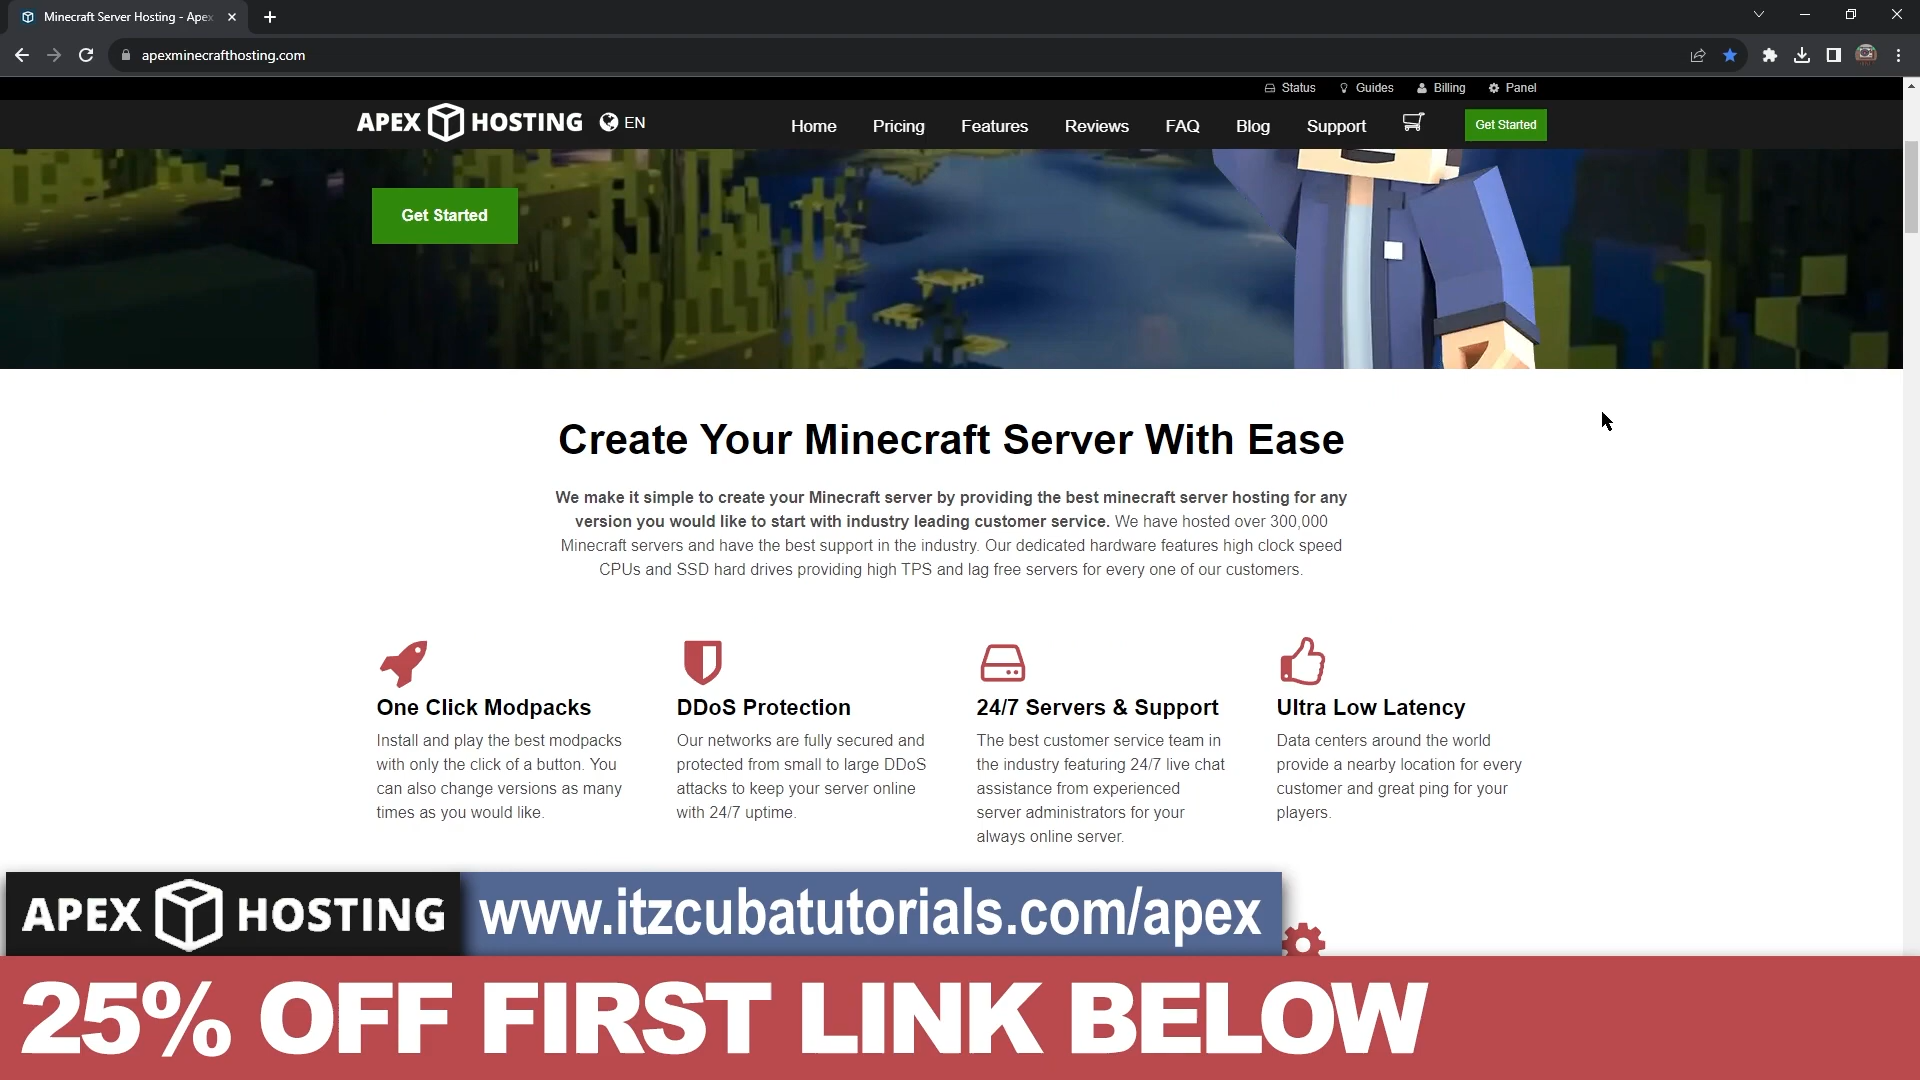 Minecraft Server Hosting - Apex
apexminecrafthosting.com
Status Guides Billing Panel
APEX HOSTING EN Home Pricing Features Reviews FAQ Blog Support Get Started
Get Started
Create Your Minecraft Server With Ease
We make it simple to create your Minecraft server by providing the best minecraft server hosting for any
version you would like to start with industry leading customer service. We have hosted over 300,000
Minecraft servers and have the best support in the industry. Our dedicated hardware features high clock speed
CPUs and SSD hard drives providing high TPS and lag free servers for every one of our customers.
One Click Modpacks
Install and play the best modpacks
with only the click of a button. You
can also change versions as many
times as you would like.
DDoS Protection
Our networks are fully secured and
protected from small to large DDoS
attacks to keep your server online
with 24/7 uptime.
24/7 Servers & Support
The best customer service team in
the industry featuring 24/7 live chat
assistance from experienced
server administrators for your
always online server.
Ultra Low Latency
Data centers around the world
provide a nearby location for every
customer and great ping for your
players.
APEX HOSTING www.itzcubatutorials.com/apex
25% OFF FIRST LINK BELOW